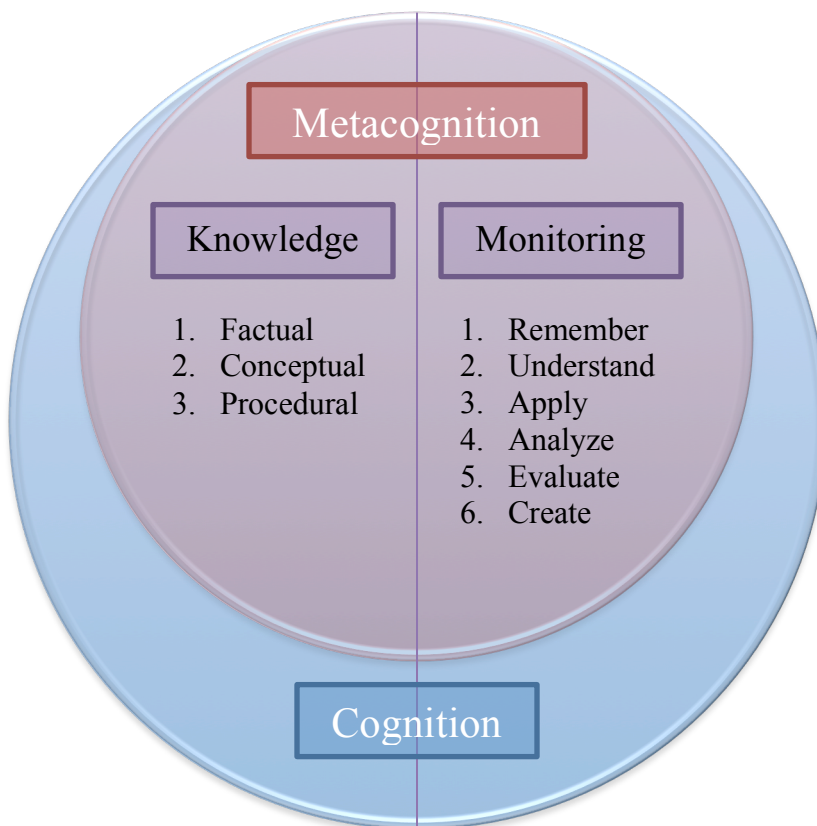 Metacognition
Knowledge
1. Factual
2. Conceptual
3. Procedural
Monitoring
1. Remember
2. Understand
3. Apply
4. Analyze
5. Evaluate
6. Create
Cognition